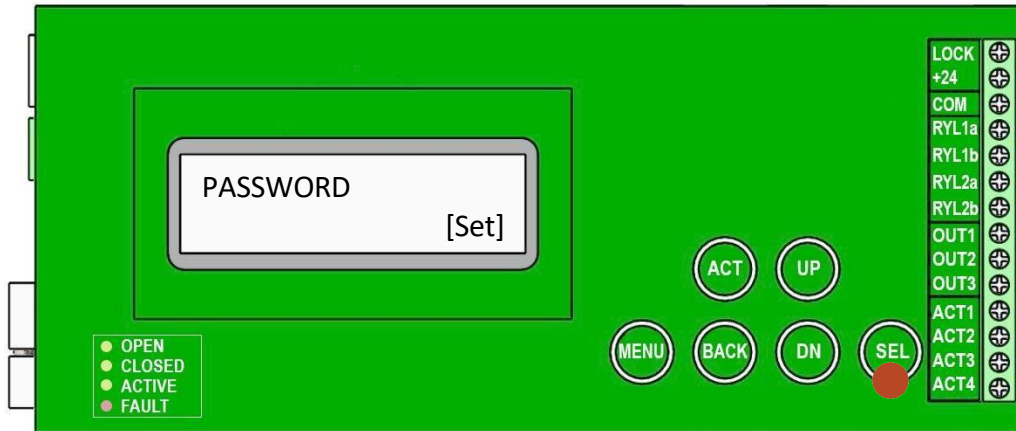 PASSWORD
[Set]
ACT
UP
MENU
BACK
DN
SEL
OPEN
CLOSED
ACTIVE
FAULT
LOCK
+24
COM
RYL1a
RYL1b
RYL2a
RYL2b
OUT1
OUT2
OUT3
ACT1
ACT2
ACT3
ACT4